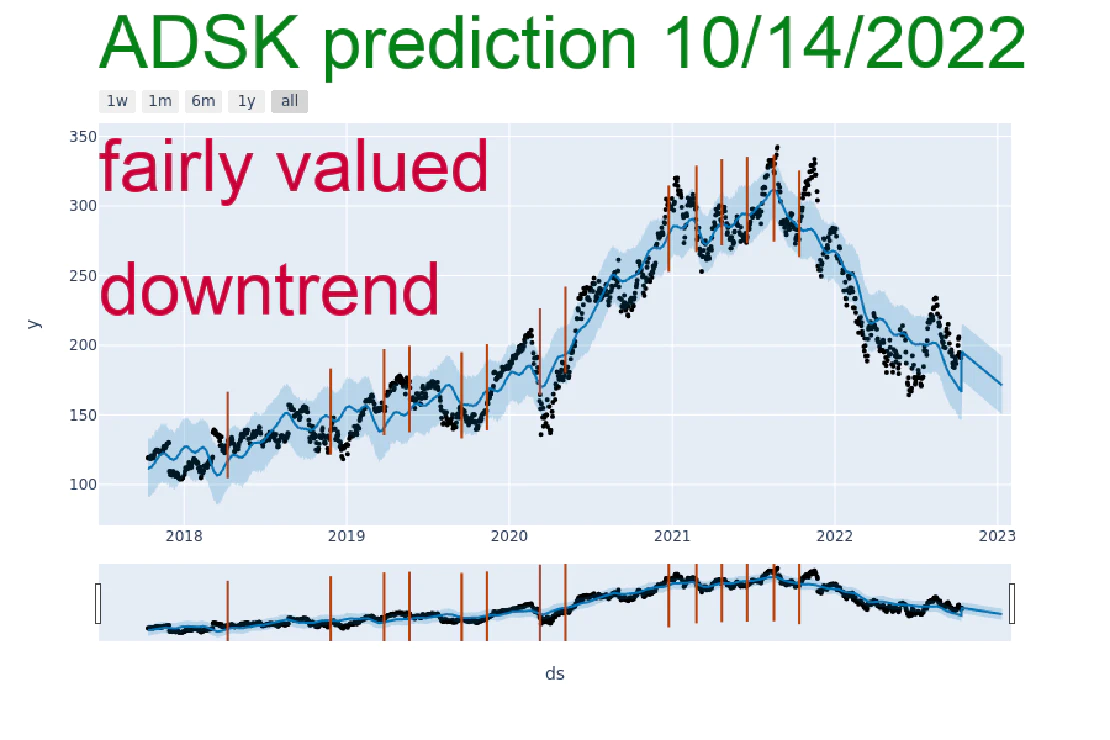 ADSK prediction 10/14/2022
1w 1m 6m 1y all
350
fairly valued
300
250
downtrend
y
200
150
100
2018 2019 2020 2021 2022 2023
ds